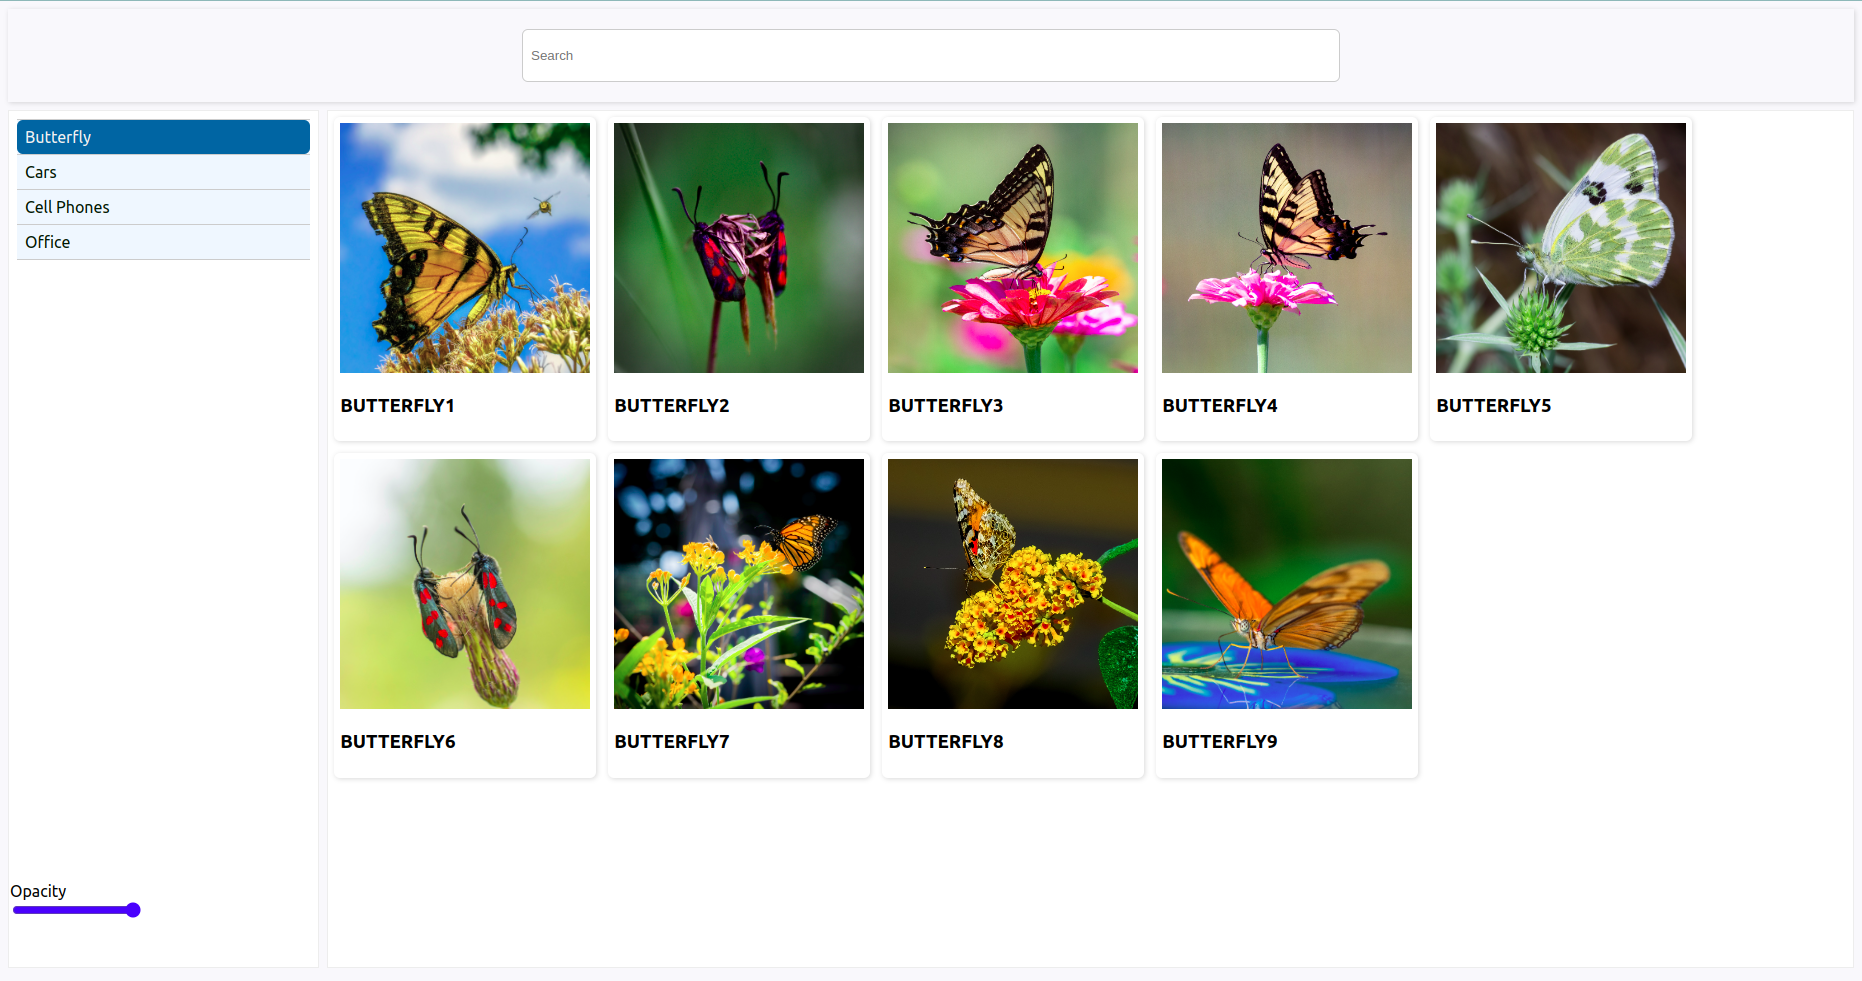 Search
Butterfly
Cars
Cell Phones
Office
Opacity
BUTTERFLY1
BUTTERFLY2
BUTTERFLY3
BUTTERFLY4
BUTTERFLY5
BUTTERFLY6
BUTTERFLY7
BUTTERFLY8
BUTTERFLY9